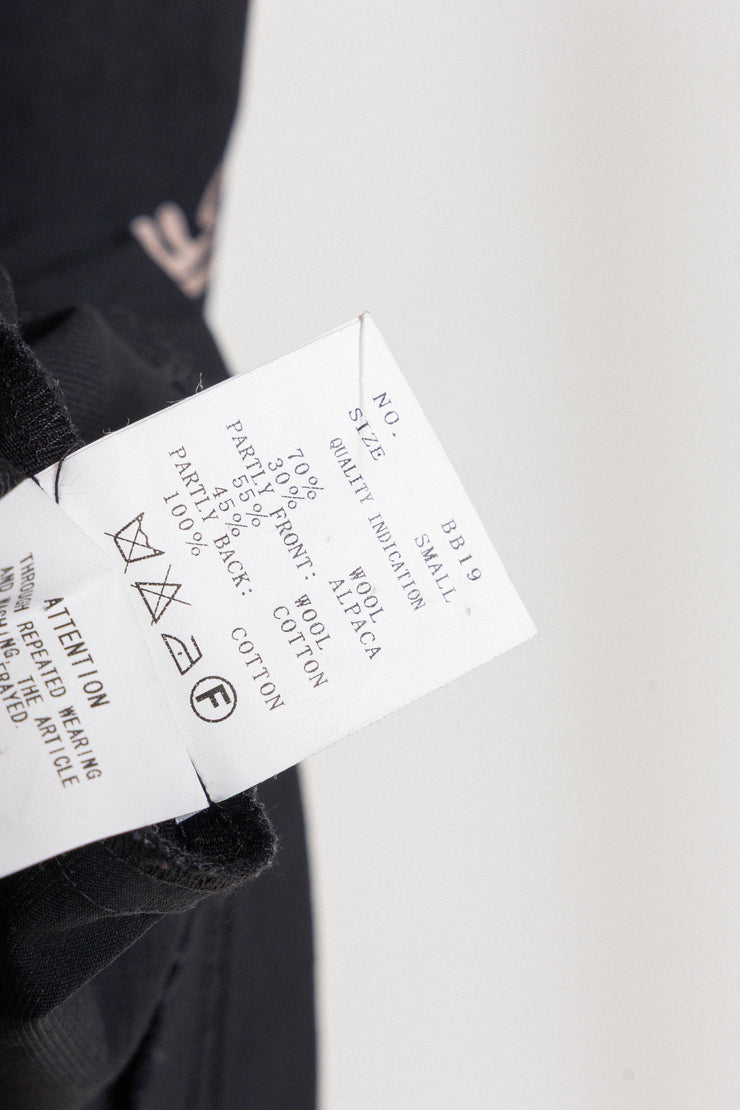 NO. BB19
SIZE SMALL
QUALITY INDICATION
70% WOOL
30% ALPACA
PARTLY FRONT:
55% WOOL
45% COTTON
PARTLY BACK:
100% COTTON
F
ATTENTION
THROUGH REPEATED WEARING
AND WASHING, THE ARTICLE
FRAYED.